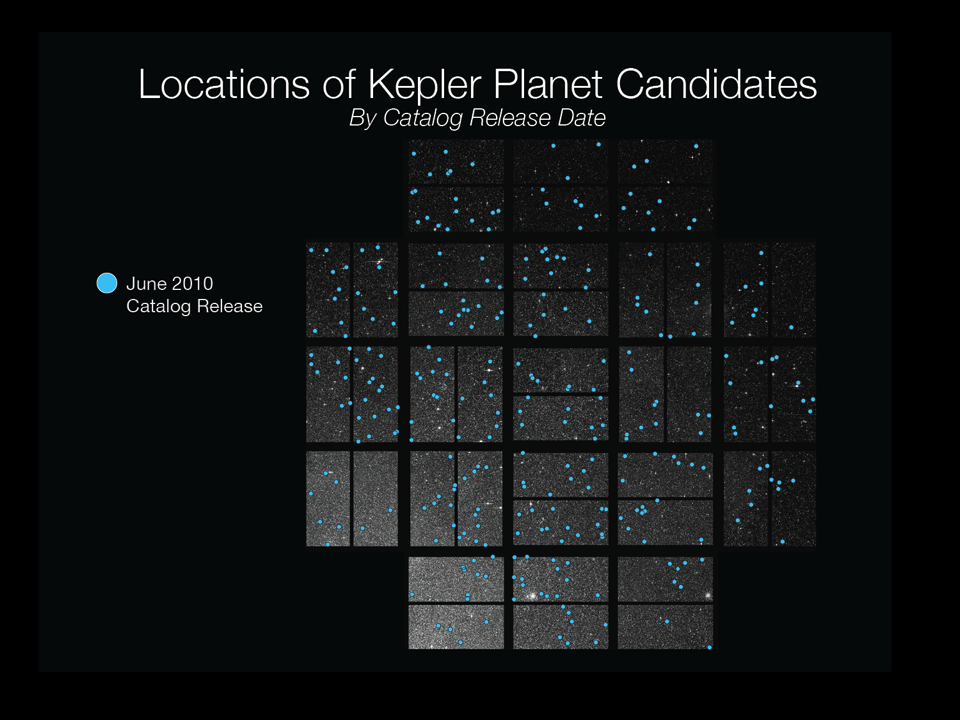 Locations of Kepler Planet Candidates
By Catalog Release Date
June 2010
Catalog Release